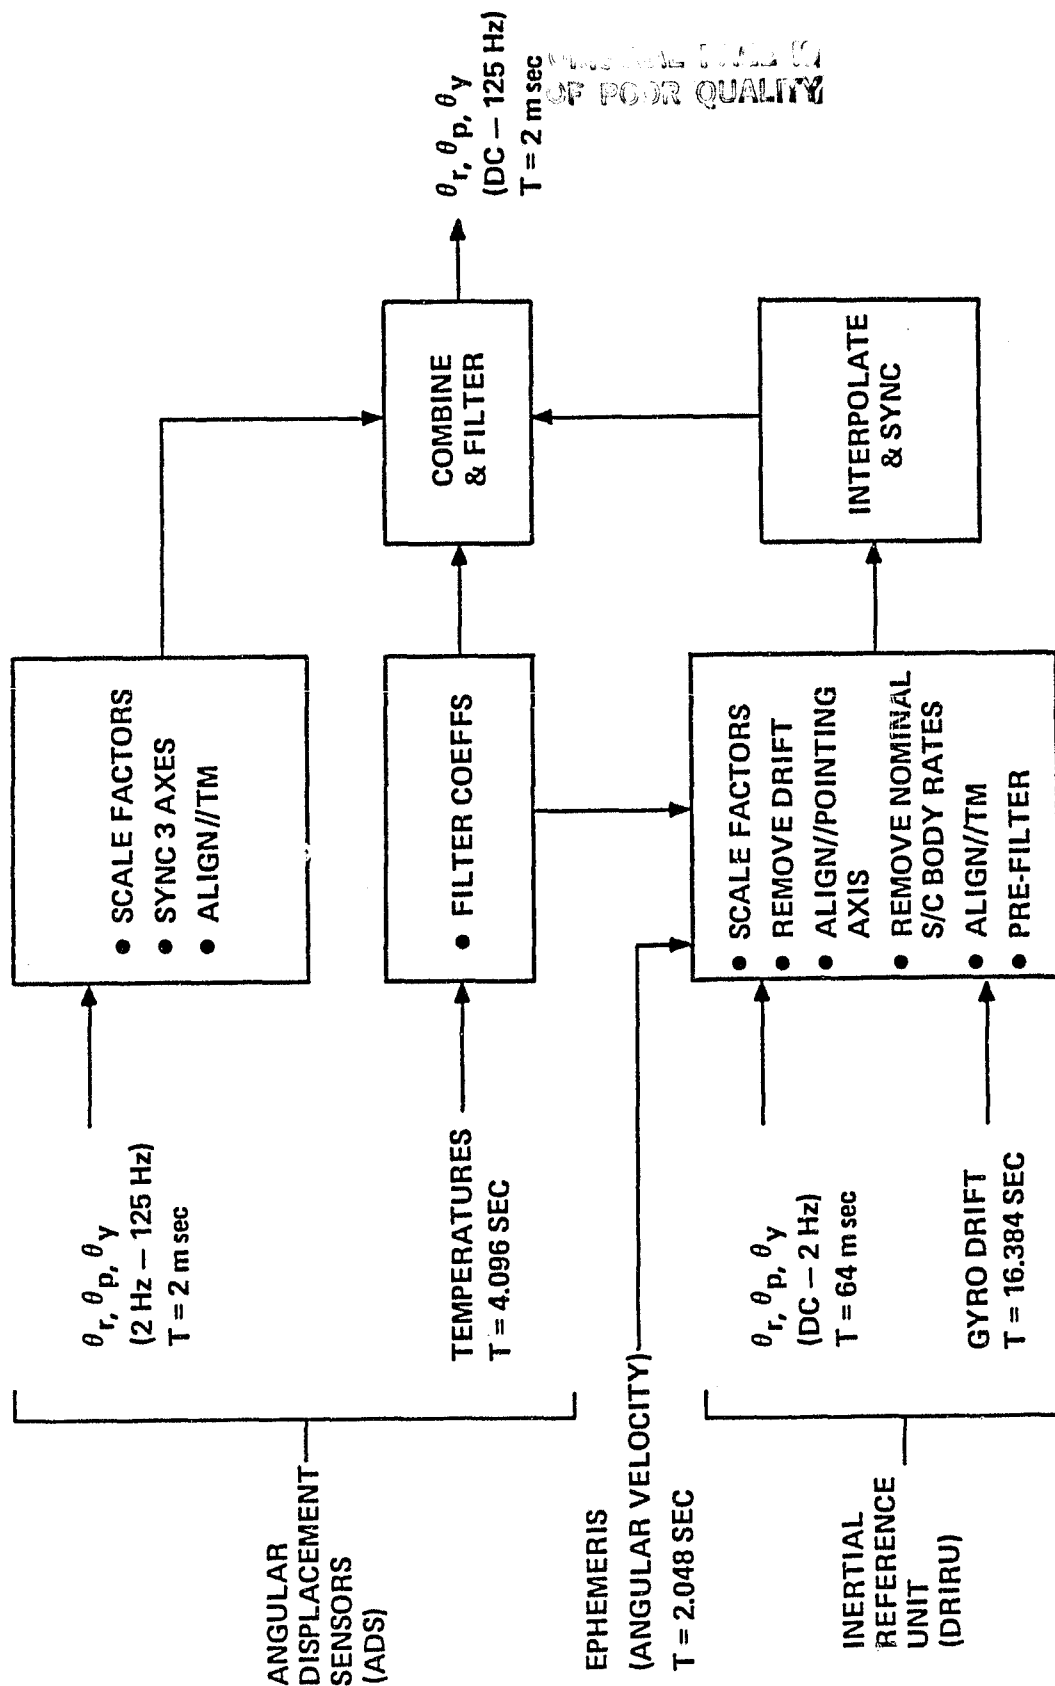 ANGULAR
DISPLACEMENT
SENSORS
(ADS)
θr, θp, θy
(2 Hz – 125 Hz)
T = 2 m sec
TEMPERATURES
T = 4.096 SEC
EPHEMERIS
(ANGULAR VELOCITY)
T = 2.048 SEC
INERTIAL
REFERENCE
UNIT
(DRIRU)
θr, θp, θy
(DC – 2 Hz)
T = 64 m sec
GYRO DRIFT
T = 16.384 SEC
• SCALE FACTORS
• SYNC 3 AXES
• ALIGN//TM
• FILTER COEFFS
• SCALE FACTORS
• REMOVE DRIFT
• ALIGN//POINTING
AXIS
• REMOVE NOMINAL
S/C BODY RATES
• ALIGN//TM
• PRE-FILTER
COMBINE
& FILTER
INTERPOLATE
& SYNC
θr, θp, θy
(DC – 125 Hz)
T = 2 m sec
OF POOR QUALITY